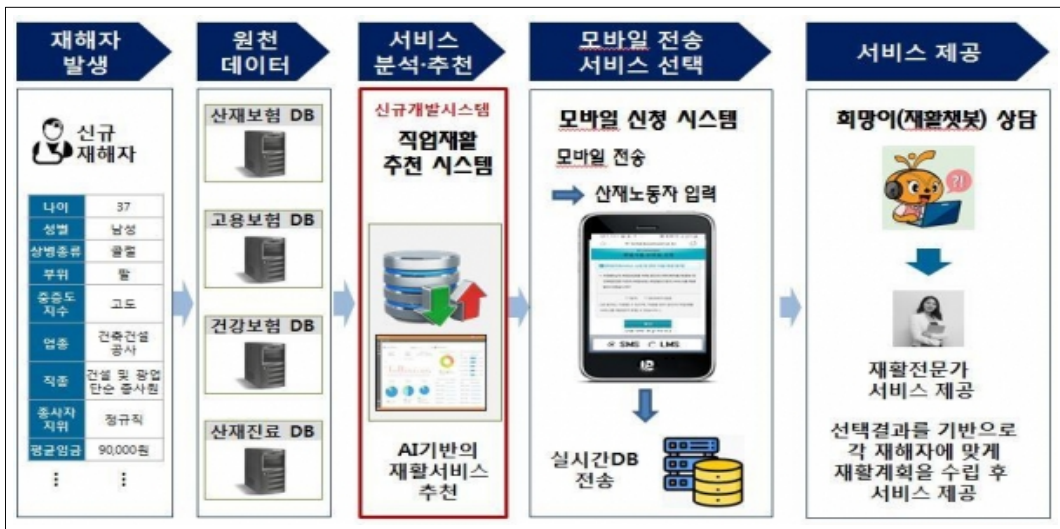 재해자
발생
원천
데이터
서비스
분석·추천
모바일 전송
서비스 선택
서비스 제공
신규
재해자
나이 37
성별 남성
상병종류 골절
부위 팔
중증도
지수 고도
업종 건축건설
공사
직종 건설 및 광업
단순 종사원
종사자
지위 정규직
평균임금 90,000원
⋮ ⋮
산재보험 DB
고용보험 DB
건강보험 DB
산재진료 DB
신규개발시스템
직업재활
추천 시스템
AI기반의
재활서비스
추천
모바일 신청 시스템
모바일 전송
산재노동자 입력
SMS LMS
실시간DB
전송
희망이(재활챗봇) 상담
?!
재활전문가
서비스 제공
선택결과를 기반으로
각 재해자에 맞게
재활계획을 수립 후
서비스 제공